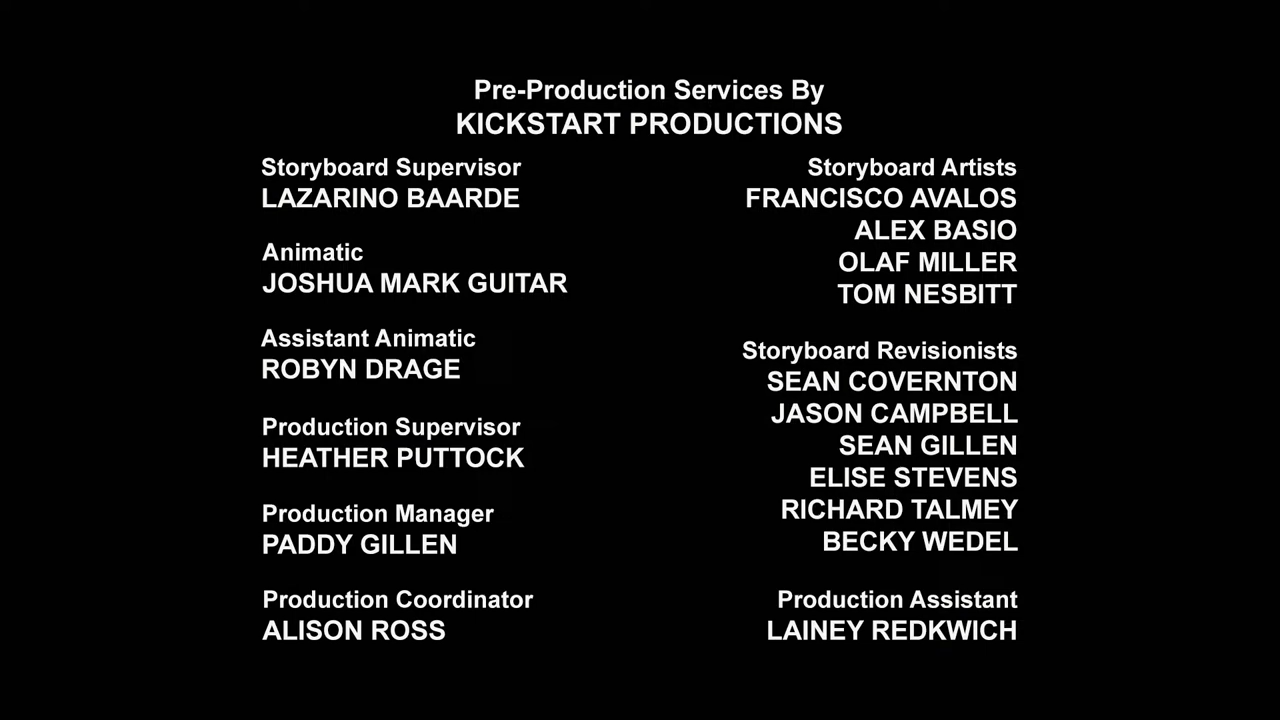 Pre-Production Services By
KICKSTART PRODUCTIONS
Storyboard Supervisor
LAZARINO BAARDE
Animatic
JOSHUA MARK GUITAR
Assistant Animatic
ROBYN DRAGE
Production Supervisor
HEATHER PUTTOCK
Production Manager
PADDY GILLEN
Production Coordinator
ALISON ROSS
Storyboard Artists
FRANCISCO AVALOS
ALEX BASIO
OLAF MILLER
TOM NESBITT
Storyboard Revisionists
SEAN COVERNTON
JASON CAMPBELL
SEAN GILLEN
ELISE STEVENS
RICHARD TALMEY
BECKY WEDEL
Production Assistant
LAINEY REDKWICH